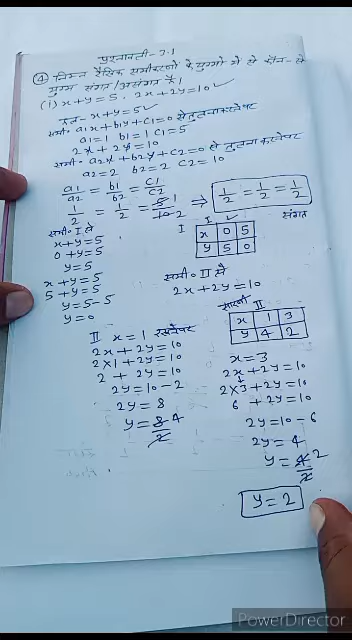 प्रश्नावली-3.1
④ निम्न रैखिक समीकरणों के युग्मों में से कौन-से
युग्म संगत/असंगत हैं।
(i) x+y=5, 2x+2y=10
हल- x+y=5
समी० a1x+b1y+c1=0 से तुलना करने पर
a1=1 b1=1 c1=5
2x+2y=10
समी० a2x+b2y+c2=0 से तुलना करने पर
a2=2 b2=2 c2=10
a1/a2 = b1/b2 = c1/c2
1/2 = 1/2 = 5/10 2 ⇒ 1/2 = 1/2 = 1/2
संगत
समी० I से
x+y=5
0+y=5
y=5
x+y=5
5+y=5
y=5-5
y=0
I
x 0 5
y 5 0
समी० II से
2x+2y=10
सारणी II
x 1 3
y 4 2
II x=1 रखने पर
2x+2y=10
2×1+2y=10
2+2y=10
2y=10-2
2y=8
y=8/2 4
x=3
2x+2y=10
2×3+2y=10
6+2y=10
2y=10-6
2y=4
y=4/2 2
y=2
PowerDirector